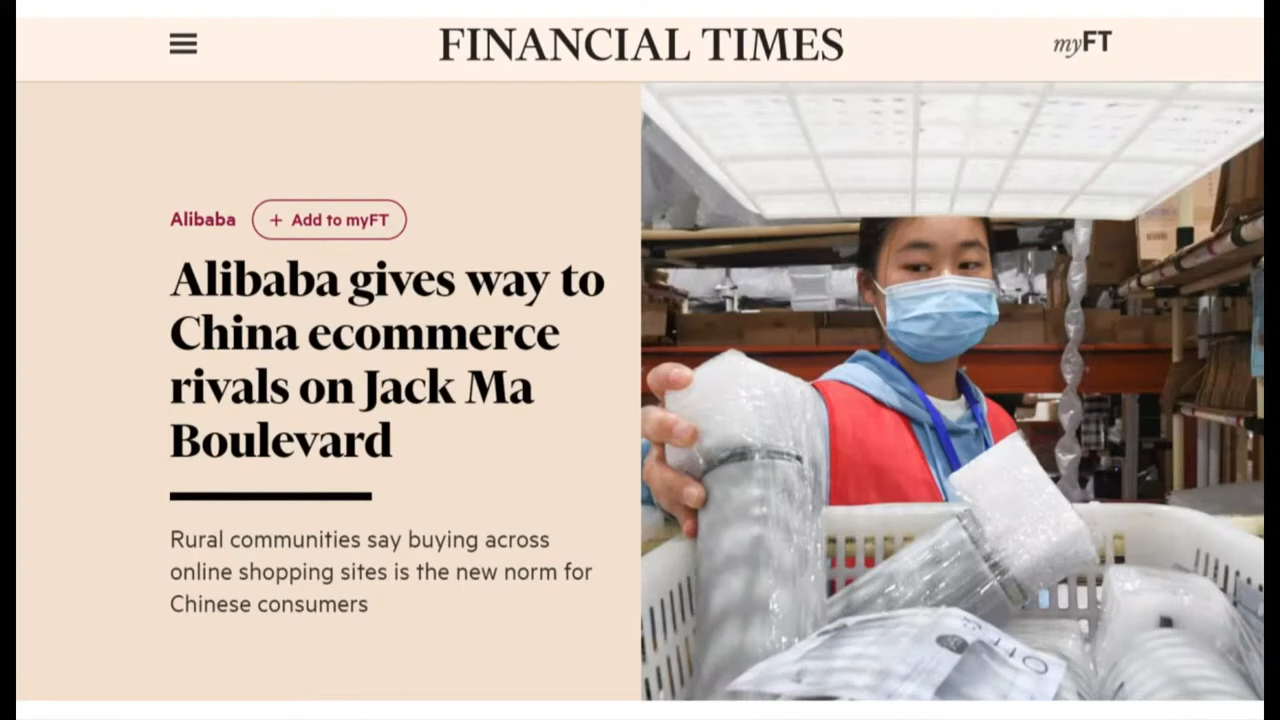 FINANCIAL TIMES
myFT
Alibaba
+ Add to myFT
Alibaba gives way to
China ecommerce
rivals on Jack Ma
Boulevard
Rural communities say buying across
online shopping sites is the new norm for
Chinese consumers